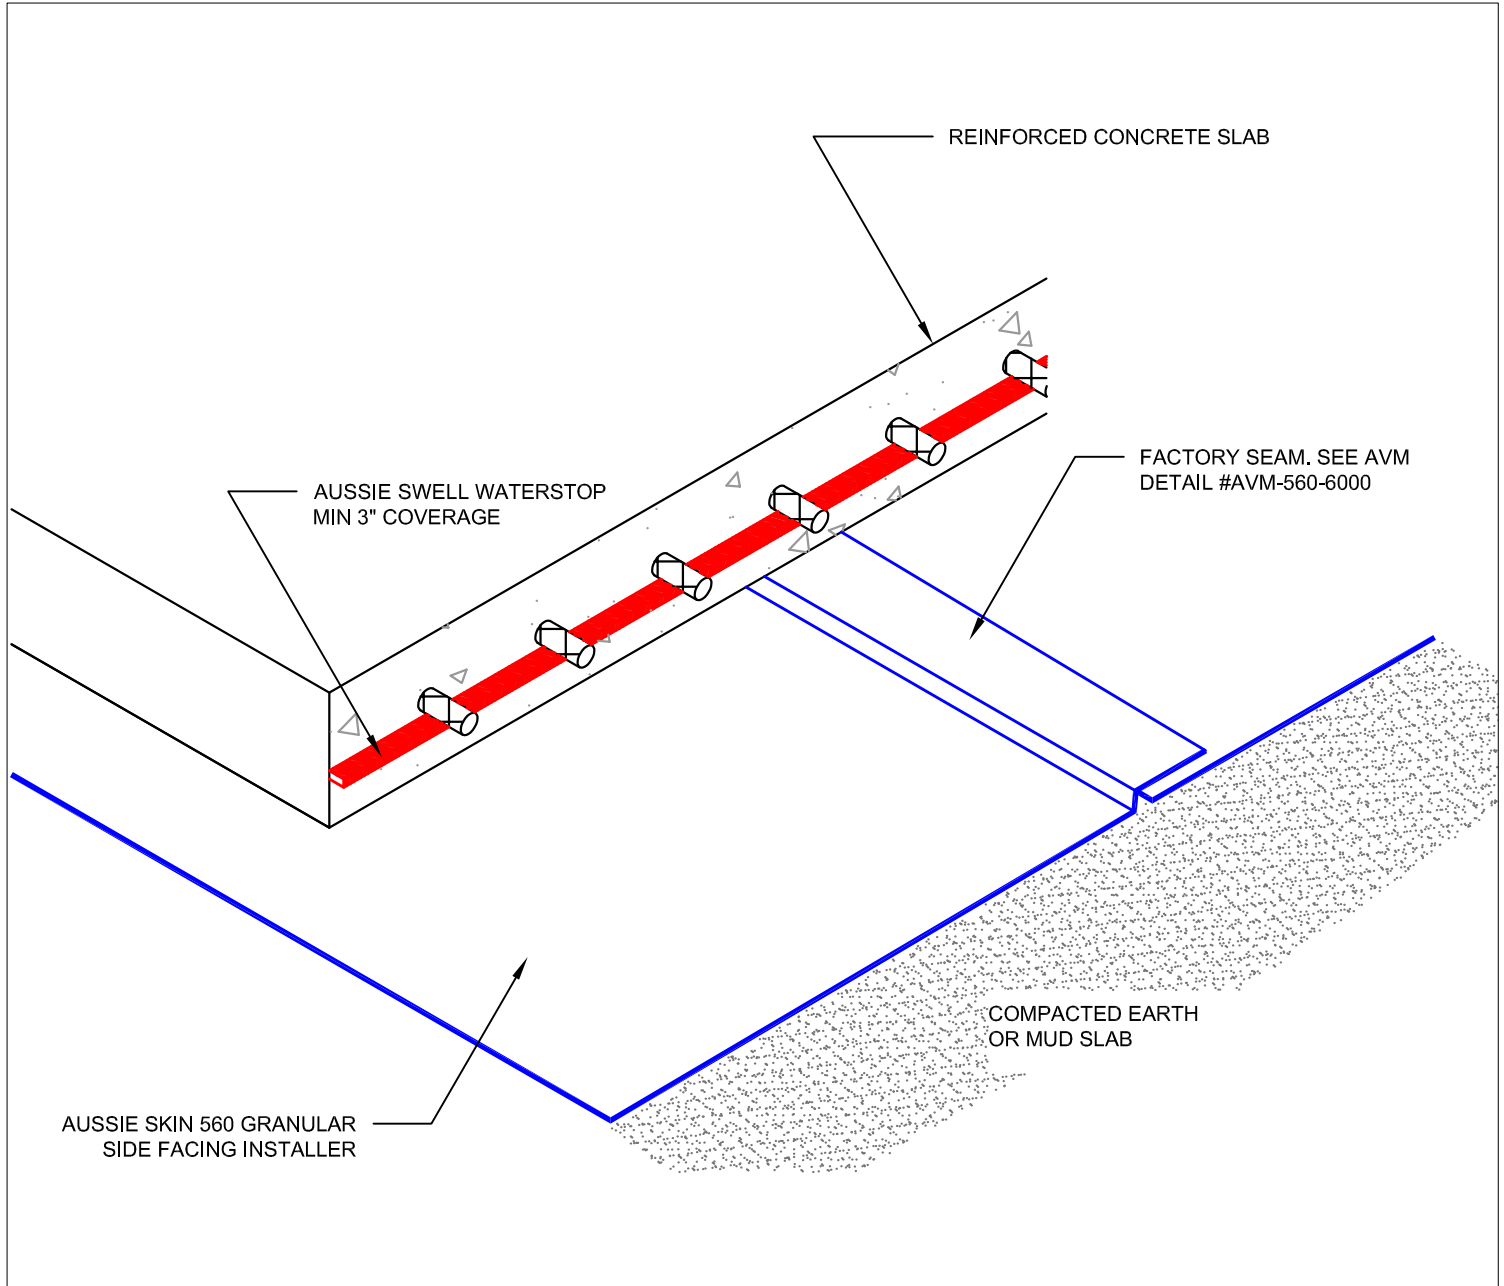 REINFORCED CONCRETE SLAB
FACTORY SEAM. SEE AVM
DETAIL #AVM-560-6000
AUSSIE SWELL WATERSTOP
MIN 3" COVERAGE
COMPACTED EARTH
OR MUD SLAB
AUSSIE SKIN 560 GRANULAR
SIDE FACING INSTALLER